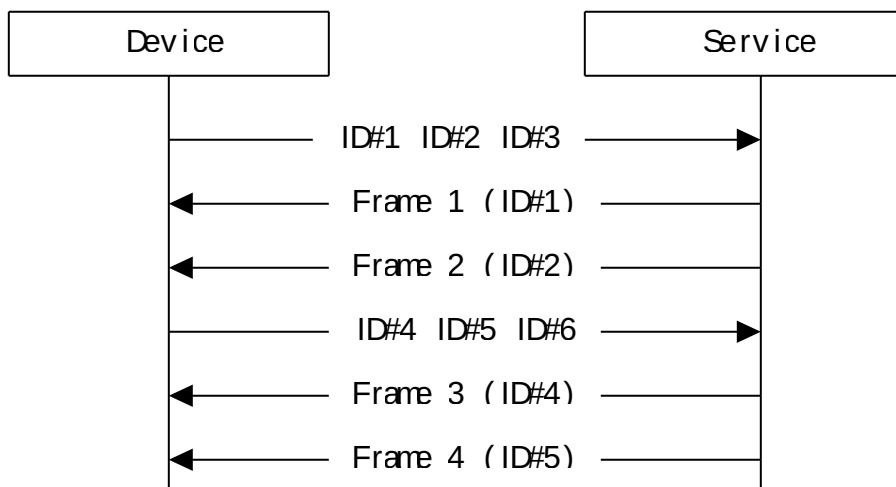 Device
Service
ID#1 ID#2 ID#3
Frame 1 (ID#1)
Frame 2 (ID#2)
ID#4 ID#5 ID#6
Frame 3 (ID#4)
Frame 4 (ID#5)